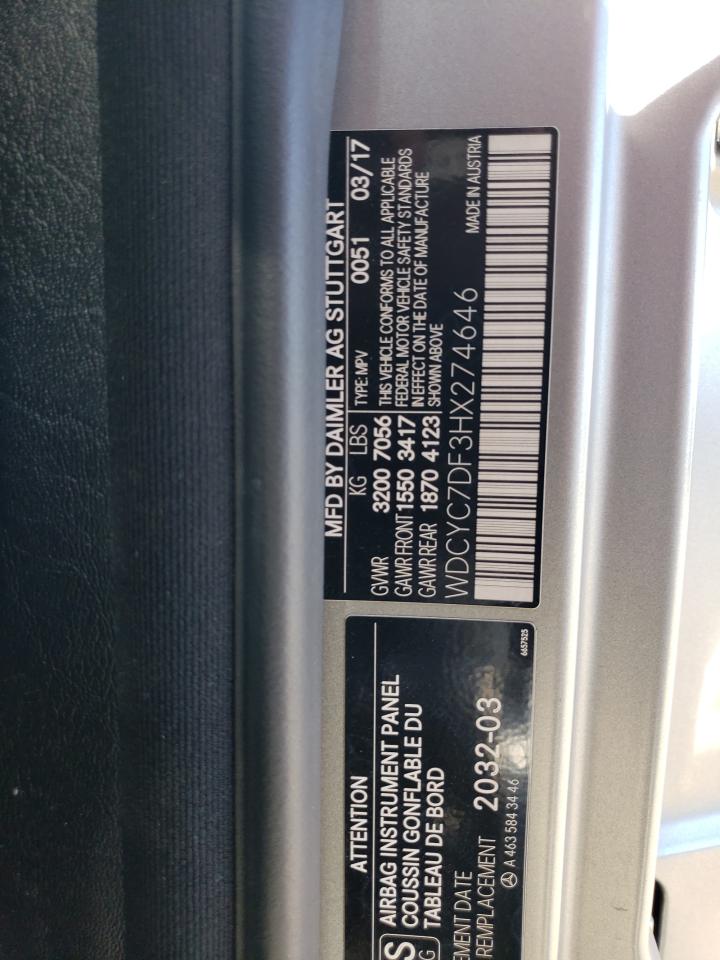 MFD BY DAIMLER AG STUTTGART
KG LBS TYPE: MPV 0051 03/17
GVWR 3200 7056
GAWR FRONT 1550 3417
GAWR REAR 1870 4123
THIS VEHICLE CONFORMS TO ALL APPLICABLE
FEDERAL MOTOR VEHICLE SAFETY STANDARDS
IN EFFECT ON THE DATE OF MANUFACTURE
SHOWN ABOVE
WDCYC7DF3HX274646 MADE IN AUSTRIA
ATTENTION
AIRBAG INSTRUMENT PANEL
COUSSIN GONFLABLE DU
TABLEAU DE BORD
EMENT DATE
REMPLACEMENT 2032-03
A 463 584 34 46
6657525